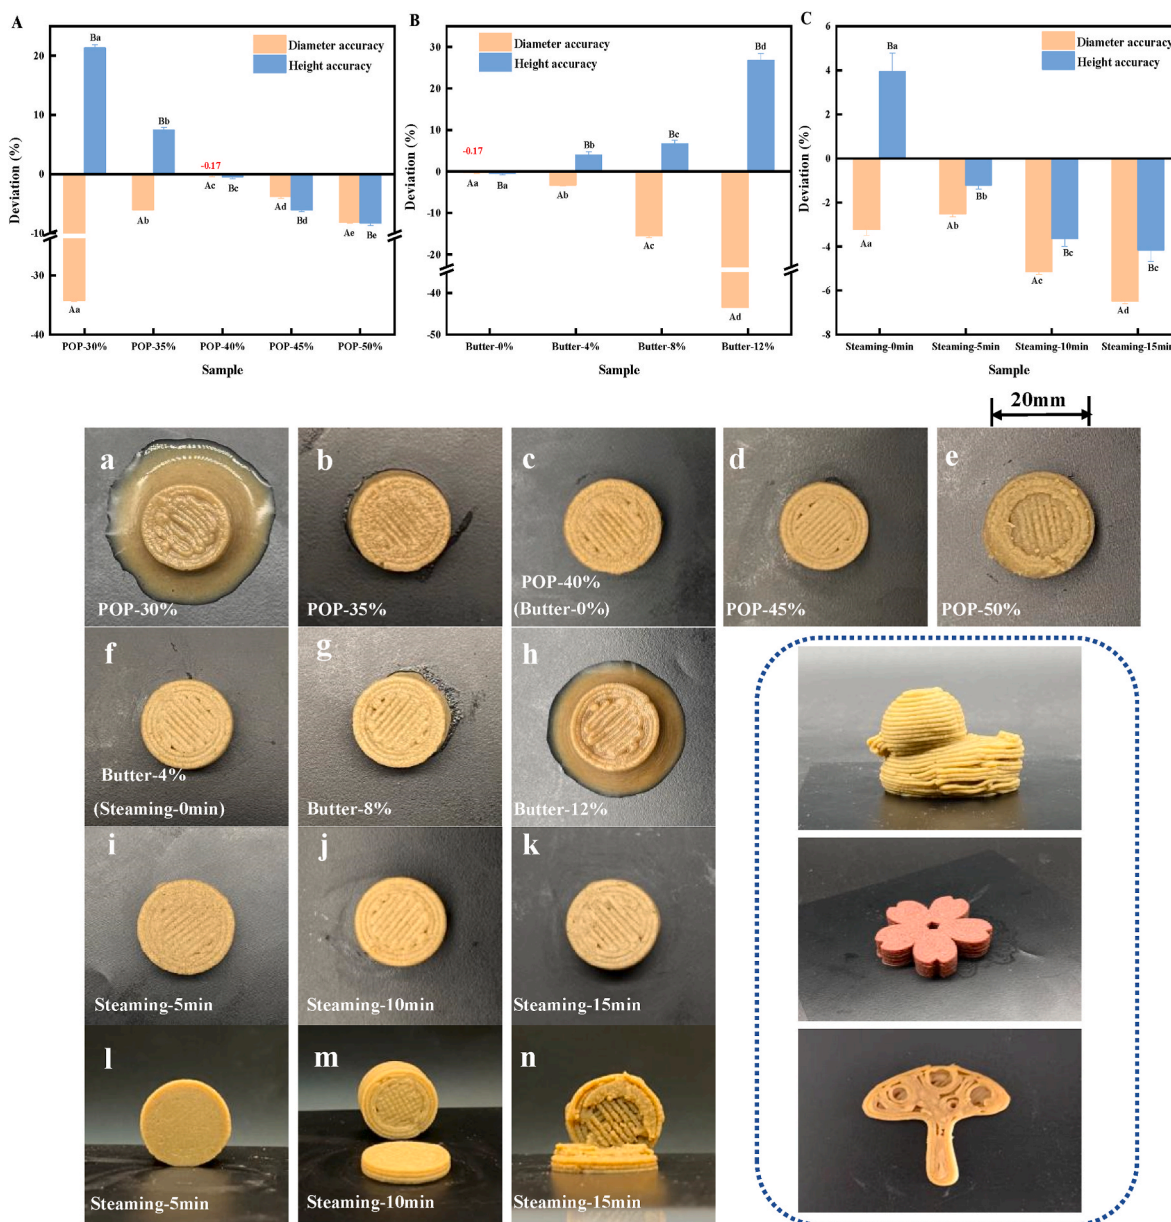 A
Diameter accuracy
Height accuracy
Deviation (%)
20
10
0
-10
-30
-40
Ba
Bb
-0.17
Ac
Bc
Ab
Ad
Bd
Ae
Be
Aa
POP-30%
POP-35%
POP-40%
POP-45%
POP-50%
Sample
B
Diameter accuracy
Height accuracy
Deviation (%)
30
20
10
0
-10
-20
-40
-50
Bd
Bc
Bb
-0.17
Aa
Ba
Ab
Ac
Ad
Butter-0%
Butter-4%
Butter-8%
Butter-12%
Sample
C
Diameter accuracy
Height accuracy
Deviation (%)
6
4
2
0
-2
-4
-6
-8
Ba
Bb
Aa
Ab
Bc
Ac
Bc
Ad
Steaming-0min
Steaming-5min
Steaming-10min
Steaming-15min
Sample
20mm
a
POP-30%
b
POP-35%
c
POP-40%
(Butter-0%)
d
POP-45%
e
POP-50%
f
Butter-4%
(Steaming-0min)
g
Butter-8%
h
Butter-12%
i
Steaming-5min
j
Steaming-10min
k
Steaming-15min
l
Steaming-5min
m
Steaming-10min
n
Steaming-15min